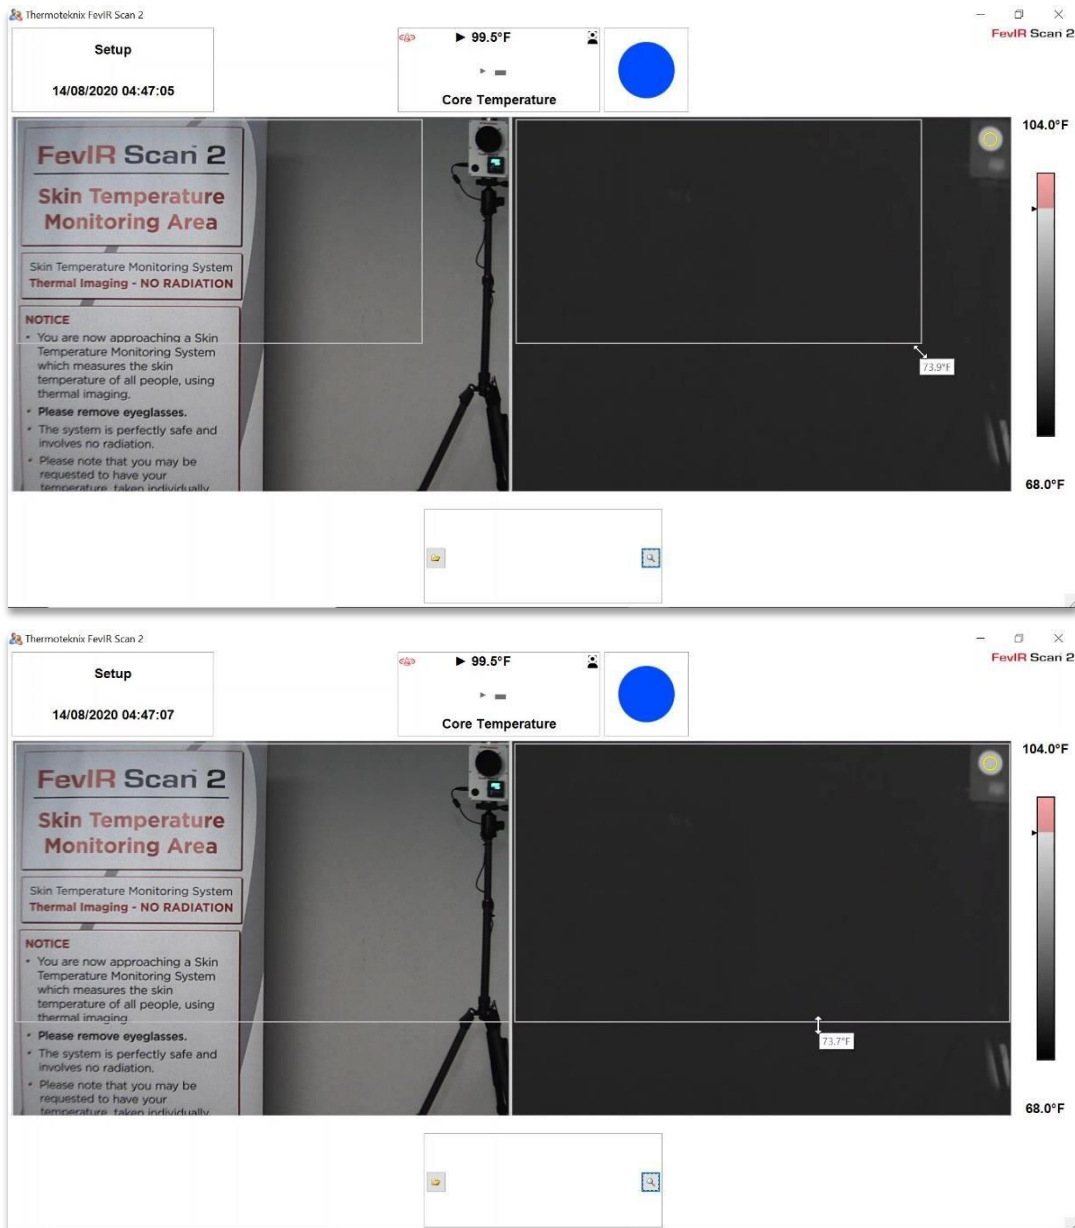 Thermoteknix FevIR Scan 2
FevIR Scan 2
Setup
14/08/2020 04:47:05
99.5°F
Core Temperature
FevIR Scan 2
Skin Temperature
Monitoring Area
Skin Temperature Monitoring System
Thermal Imaging - NO RADIATION
NOTICE
• You are now approaching a Skin
Temperature Monitoring System
which measures the skin
temperature of all people, using
thermal imaging.
• Please remove eyeglasses.
• The system is perfectly safe and
involves no radiation.
• Please note that you may be
requested to have your
temperature taken individually
104.0°F
73.9°F
68.0°F
Thermoteknix FevIR Scan 2
FevIR Scan 2
Setup
14/08/2020 04:47:07
99.5°F
Core Temperature
FevIR Scan 2
Skin Temperature
Monitoring Area
Skin Temperature Monitoring System
Thermal Imaging - NO RADIATION
NOTICE
• You are now approaching a Skin
Temperature Monitoring System
which measures the skin
temperature of all people, using
thermal imaging.
• Please remove eyeglasses.
• The system is perfectly safe and
involves no radiation.
• Please note that you may be
requested to have your
temperature taken individually
104.0°F
73.7°F
68.0°F